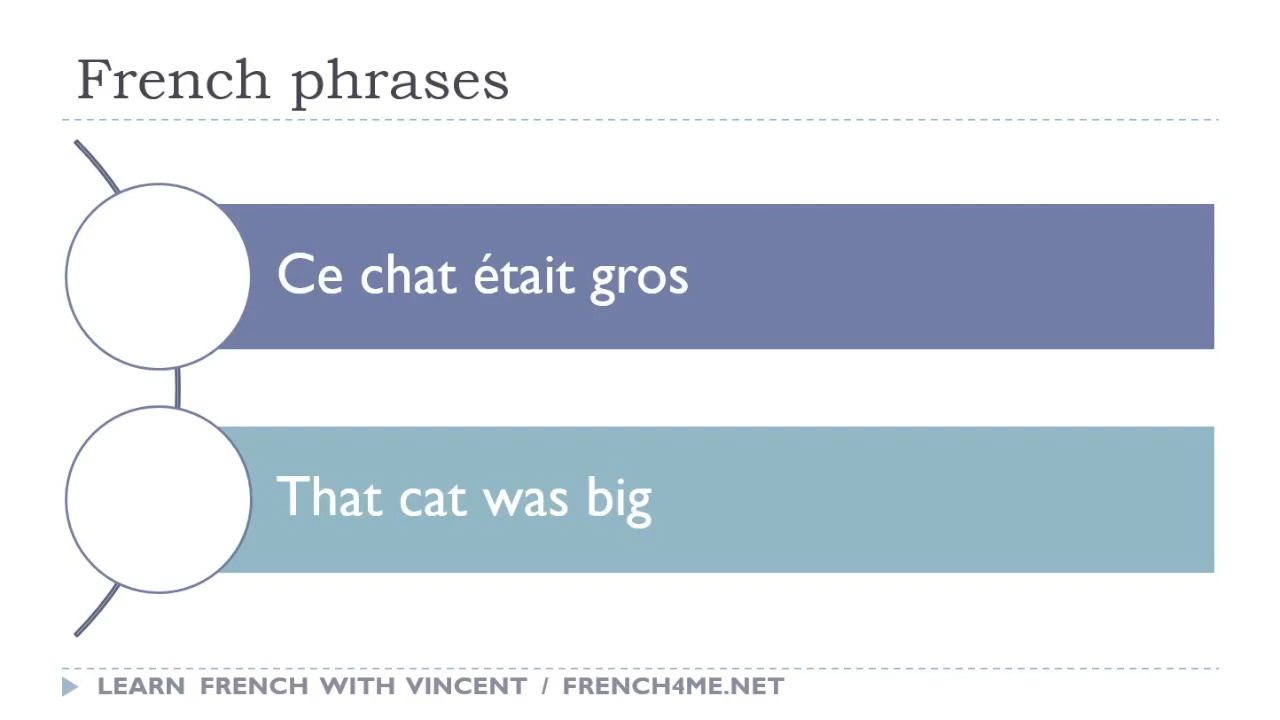 French phrases
Ce chat était gros
That cat was big
LEARN FRENCH WITH VINCENT / FRENCH4ME.NET